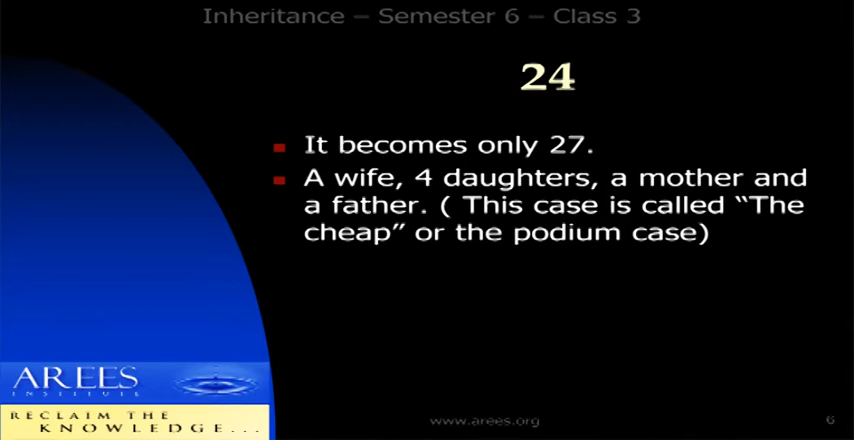 Inheritance – Semester 6 – Class 3
24
It becomes only 27.
A wife, 4 daughters, a mother and
a father. ( This case is called “The
cheap” or the podium case)
AREES
INSTITUTE
RECLAIM THE
KNOWLEDGE...
www.arees.org
6